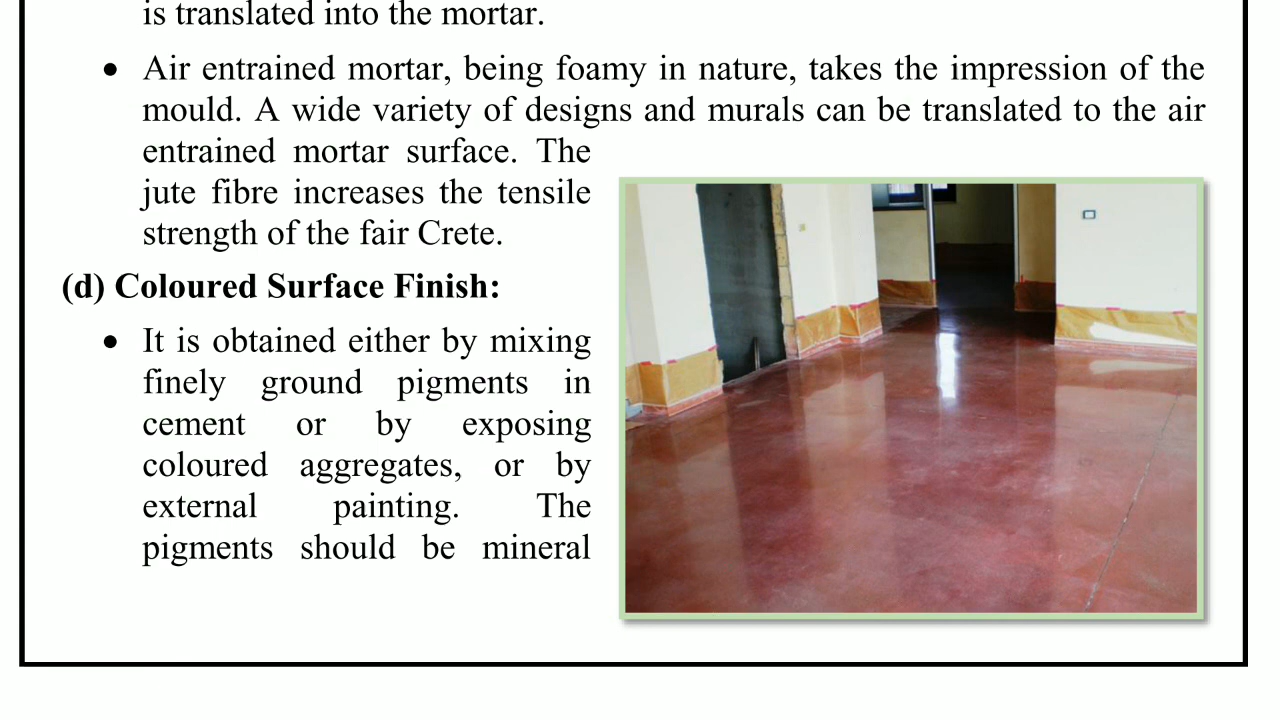 is translated into the mortar.
• Air entrained mortar, being foamy in nature, takes the impression of the
mould. A wide variety of designs and murals can be translated to the air
entrained mortar surface. The
jute fibre increases the tensile
strength of the fair Crete.
(d) Coloured Surface Finish:
• It is obtained either by mixing
finely ground pigments in
cement or by exposing
coloured aggregates, or by
external painting. The
pigments should be mineral